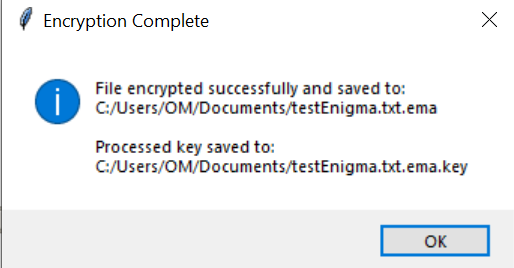 Encryption Complete
File encrypted successfully and saved to:
C:/Users/OM/Documents/testEnigma.txt.ema
Processed key saved to:
C:/Users/OM/Documents/testEnigma.txt.ema.key
OK